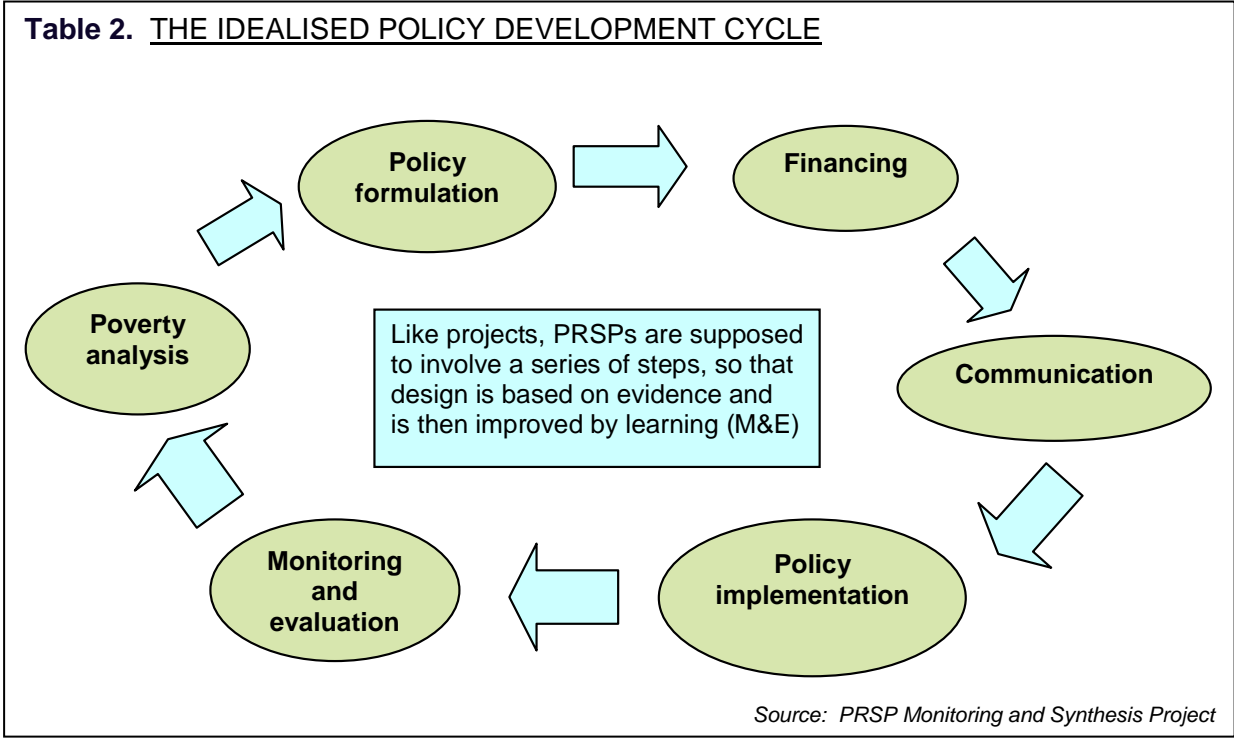 Table 2. THE IDEALISED POLICY DEVELOPMENT CYCLE
Policy
formulation
Financing
Poverty
analysis
Like projects, PRSPs are supposed
to involve a series of steps, so that
design is based on evidence and
is then improved by learning (M&E)
Communication
Monitoring
and
evaluation
Policy
implementation
Source: PRSP Monitoring and Synthesis Project